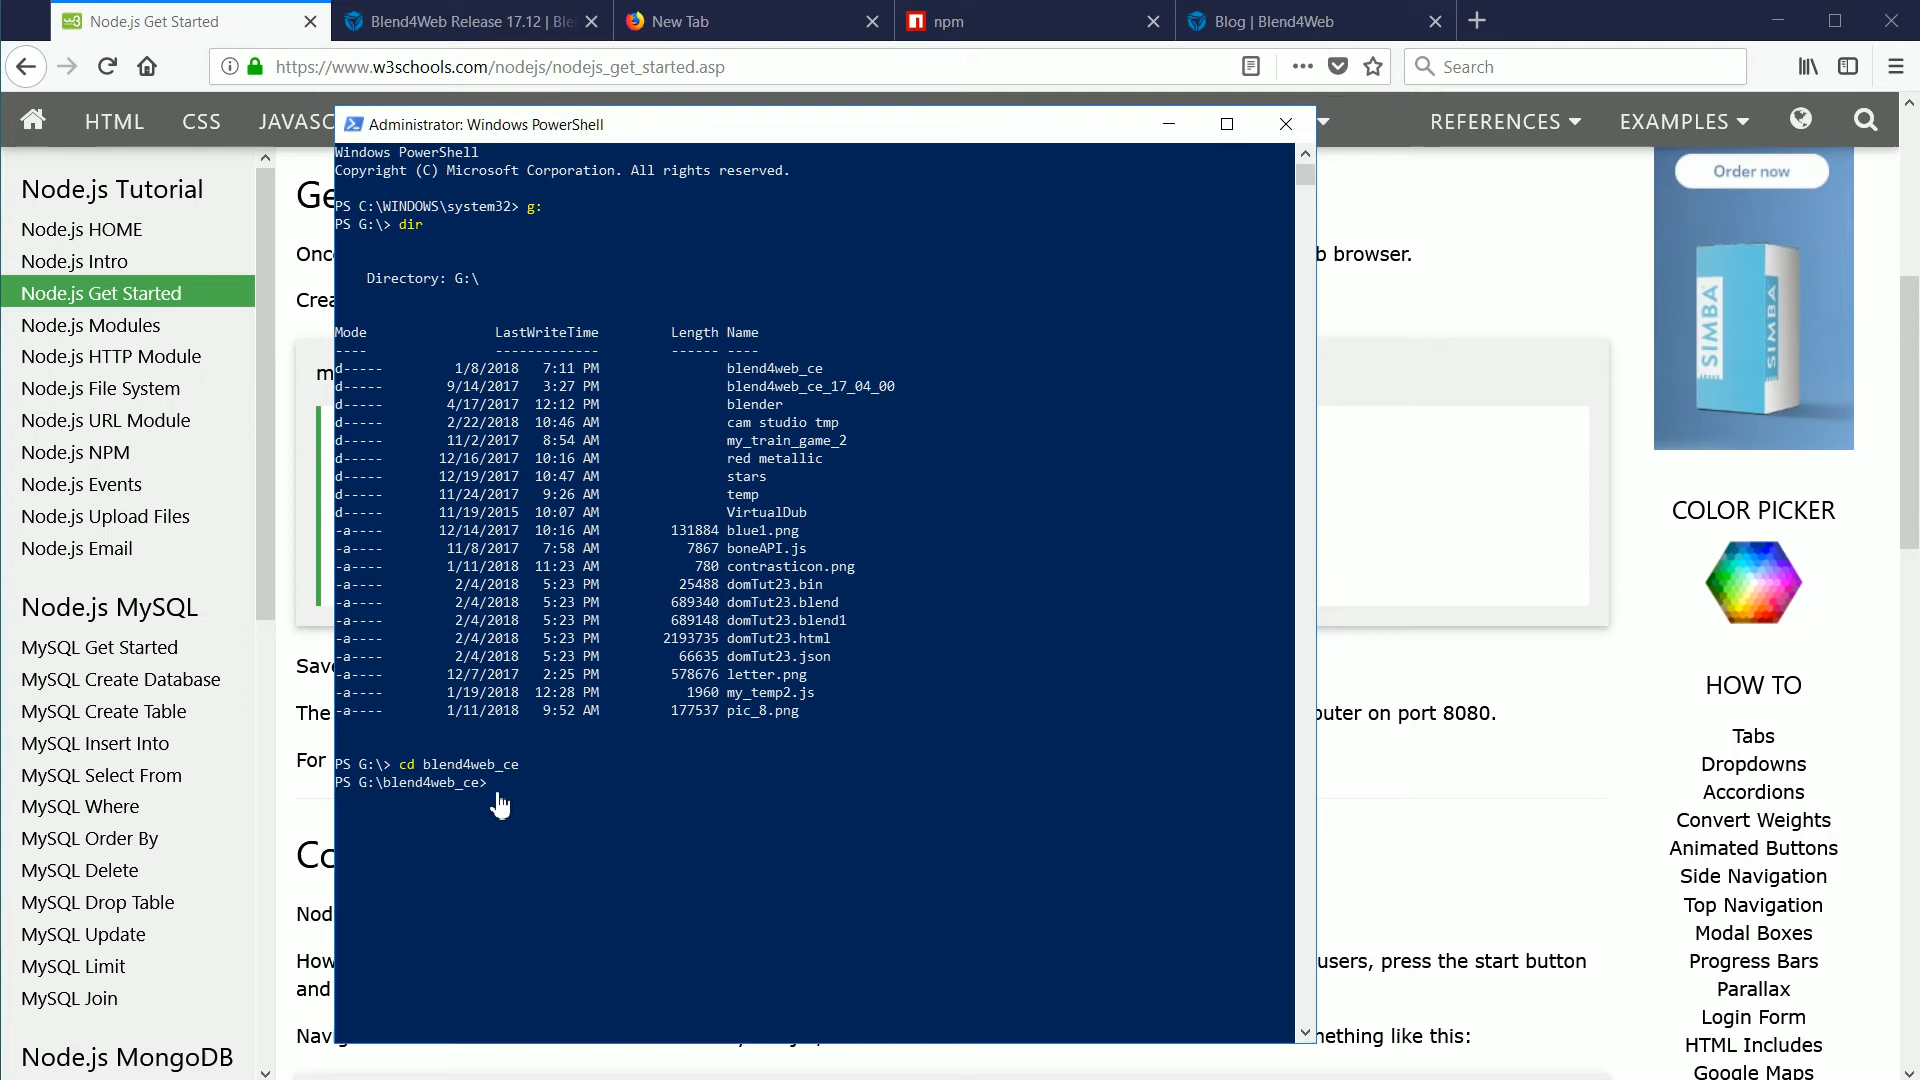 Node.js Get Started
Blend4Web Release 17.12 | Ble
New Tab
npm
Blog | Blend4Web
https://www.w3schools.com/nodejs/nodejs_get_started.asp
Search
HTML CSS JAVASC
REFERENCES EXAMPLES
Administrator: Windows PowerShell
Windows PowerShell
Copyright (C) Microsoft Corporation. All rights reserved.
PS C:\WINDOWS\system32> g:
PS G:\> dir
Directory: G:\
Mode LastWriteTime Length Name
---- ------------- ------ ----
d----- 1/8/2018 7:11 PM blend4web_ce
d----- 9/14/2017 3:27 PM blend4web_ce_17_04_00
d----- 4/17/2017 12:12 PM blender
d----- 2/22/2018 10:46 AM cam studio tmp
d----- 11/2/2017 8:54 AM my_train_game_2
d----- 12/16/2017 10:16 AM red metallic
d----- 12/19/2017 10:47 AM stars
d----- 11/24/2017 9:26 AM temp
d----- 11/19/2015 10:07 AM VirtualDub
-a---- 12/14/2017 10:16 AM 131884 blue1.png
-a---- 11/8/2017 7:58 AM 7867 boneAPI.js
-a---- 1/11/2018 11:23 AM 780 contrasticon.png
-a---- 2/4/2018 5:23 PM 25488 domTut23.bin
-a---- 2/4/2018 5:23 PM 689340 domTut23.blend
-a---- 2/4/2018 5:23 PM 689148 domTut23.blend1
-a---- 2/4/2018 5:23 PM 2193735 domTut23.html
-a---- 2/4/2018 5:23 PM 66635 domTut23.json
-a---- 12/7/2017 2:25 PM 578676 letter.png
-a---- 1/19/2018 12:28 PM 1960 my_temp2.js
-a---- 1/11/2018 9:52 AM 177537 pic_8.png
PS G:\> cd blend4web_ce
PS G:\blend4web_ce>
Node.js Tutorial
Node.js HOME
Node.js Intro
Node.js Get Started
Node.js Modules
Node.js HTTP Module
Node.js File System
Node.js URL Module
Node.js NPM
Node.js Events
Node.js Upload Files
Node.js Email
Node.js MySQL
MySQL Get Started
MySQL Create Database
MySQL Create Table
MySQL Insert Into
MySQL Select From
MySQL Where
MySQL Order By
MySQL Delete
MySQL Drop Table
MySQL Update
MySQL Limit
MySQL Join
Node.js MongoDB
Ge
Onc
b browser.
Crea
m
Save
The
puter on port 8080.
For
Co
Nod
How
users, press the start button
and
Navig
mething like this:
Order now
SIMBA
SIMBA
COLOR PICKER
HOW TO
Tabs
Dropdowns
Accordions
Convert Weights
Animated Buttons
Side Navigation
Top Navigation
Modal Boxes
Progress Bars
Parallax
Login Form
HTML Includes
Google Maps